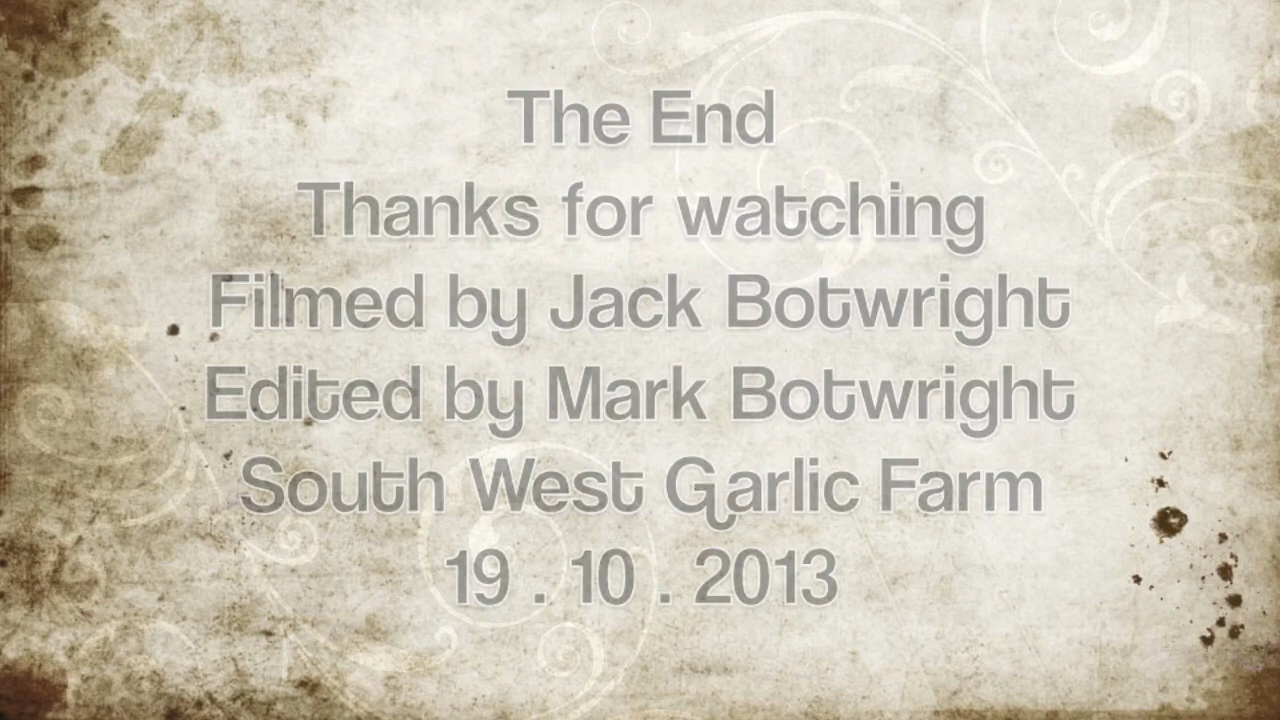 The End
Thanks for watching
Filmed by Jack Botwright
Edited by Mark Botwright
South West Garlic Farm
19 . 10 . 2013